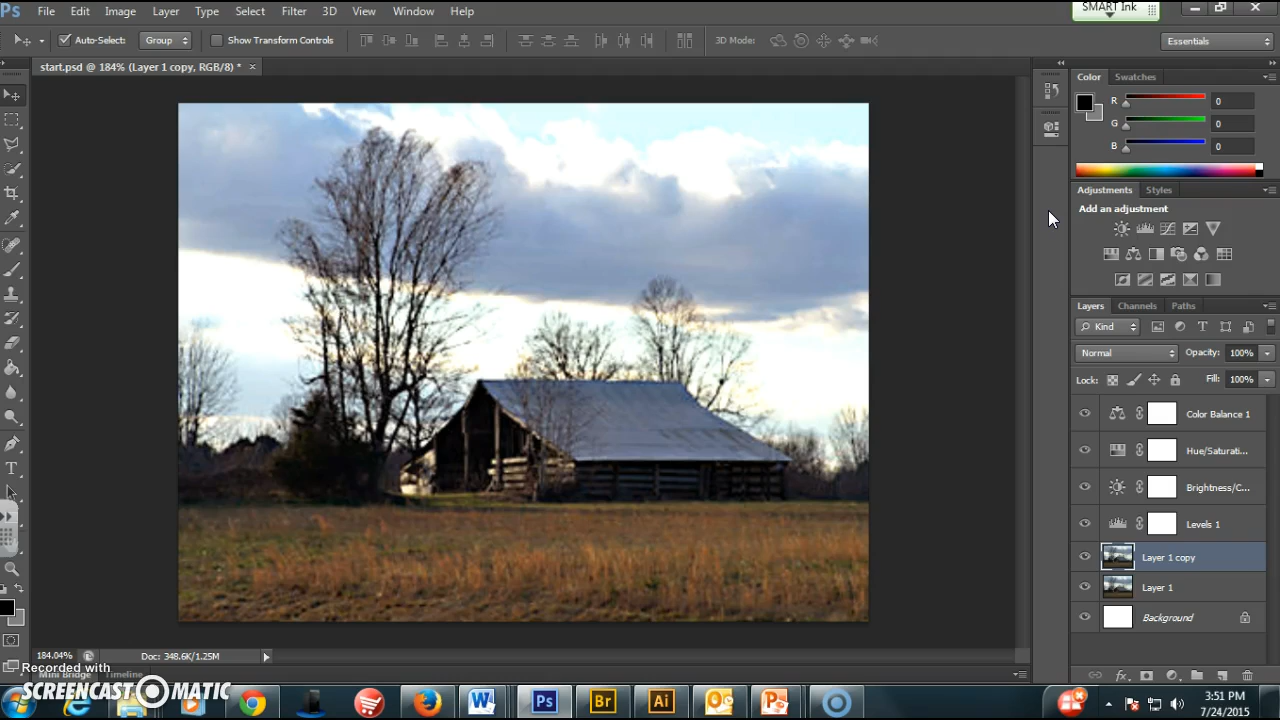 Ps File Edit Image Layer Type Select Filter 3D View Window Help
SMART Ink
Auto-Select: Group Show Transform Controls 3D Mode: Essentials
start.psd @ 184% (Layer 1 copy, RGB/8) * ×
Color Swatches
R 0
G 0
B 0
Adjustments Styles
Add an adjustment
Layers Channels Paths
Kind
Normal Opacity: 100%
Lock: Fill: 100%
Color Balance 1
Hue/Saturati...
Brightness/C...
Levels 1
Layer 1 copy
Layer 1
Background
184.04% Doc: 348.6K/1.25M
Mini Bridge Timeline
Recorded with
SCREENCAST-O-MATIC
W Ps Br Ai
3:51 PM
7/24/2015